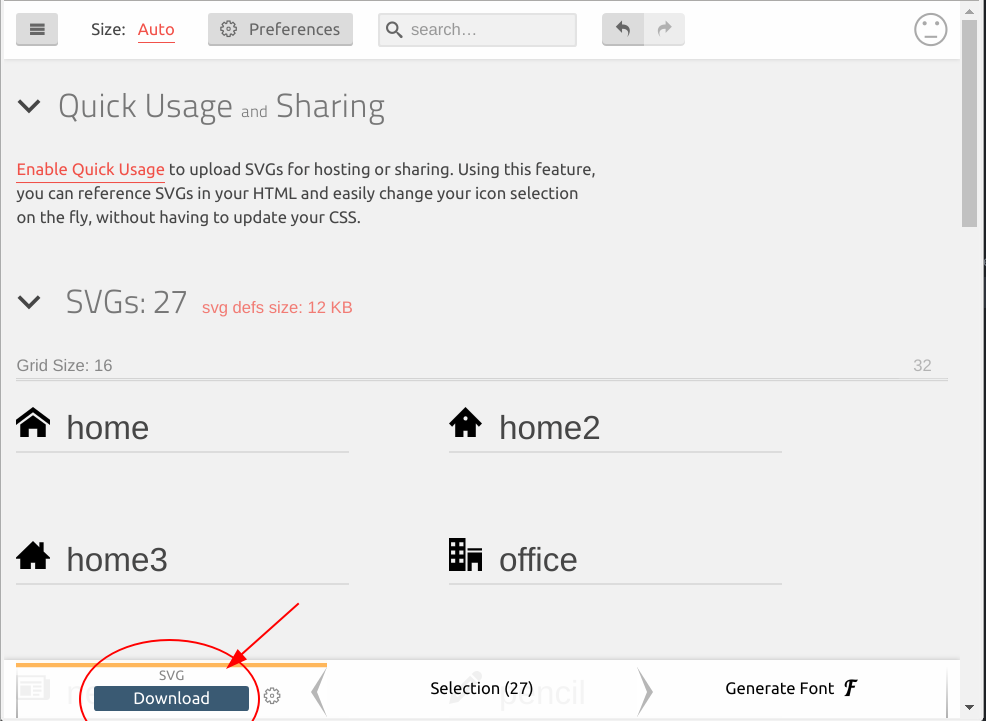 Size: Auto Preferences search…
Quick Usage and Sharing
Enable Quick Usage to upload SVGs for hosting or sharing. Using this feature,
you can reference SVGs in your HTML and easily change your icon selection
on the fly, without having to update your CSS.
SVGs: 27 svg defs size: 12 KB
Grid Size: 16 32
home home2
home3 office
SVG
Download Selection (27) pencil Generate Font